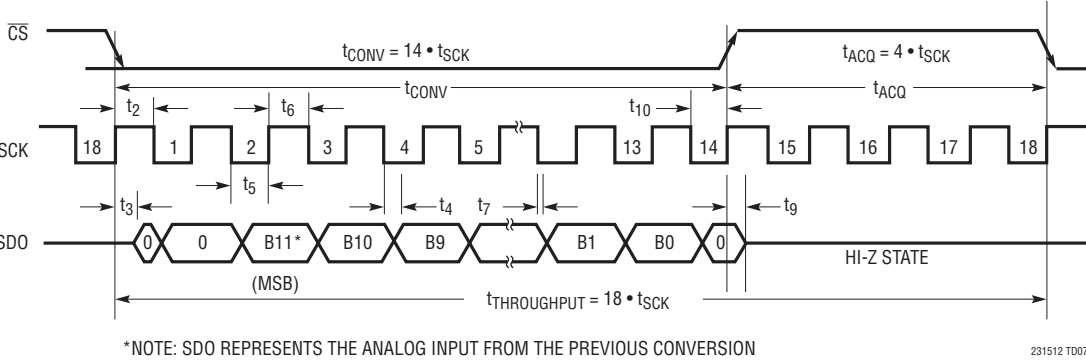 CS
tCONV = 14 • tSCK
tACQ = 4 • tSCK
tCONV
tACQ
t2
t6
t10
SCK
18 1 2 3 4 5 13 14 15 16 17 18
t5
t3
t4
t7
t9
SDO
0 0 B11* B10 B9 B1 B0 0
HI-Z STATE
(MSB)
tTHROUGHPUT = 18 • tSCK
*NOTE: SDO REPRESENTS THE ANALOG INPUT FROM THE PREVIOUS CONVERSION
231512 TD07